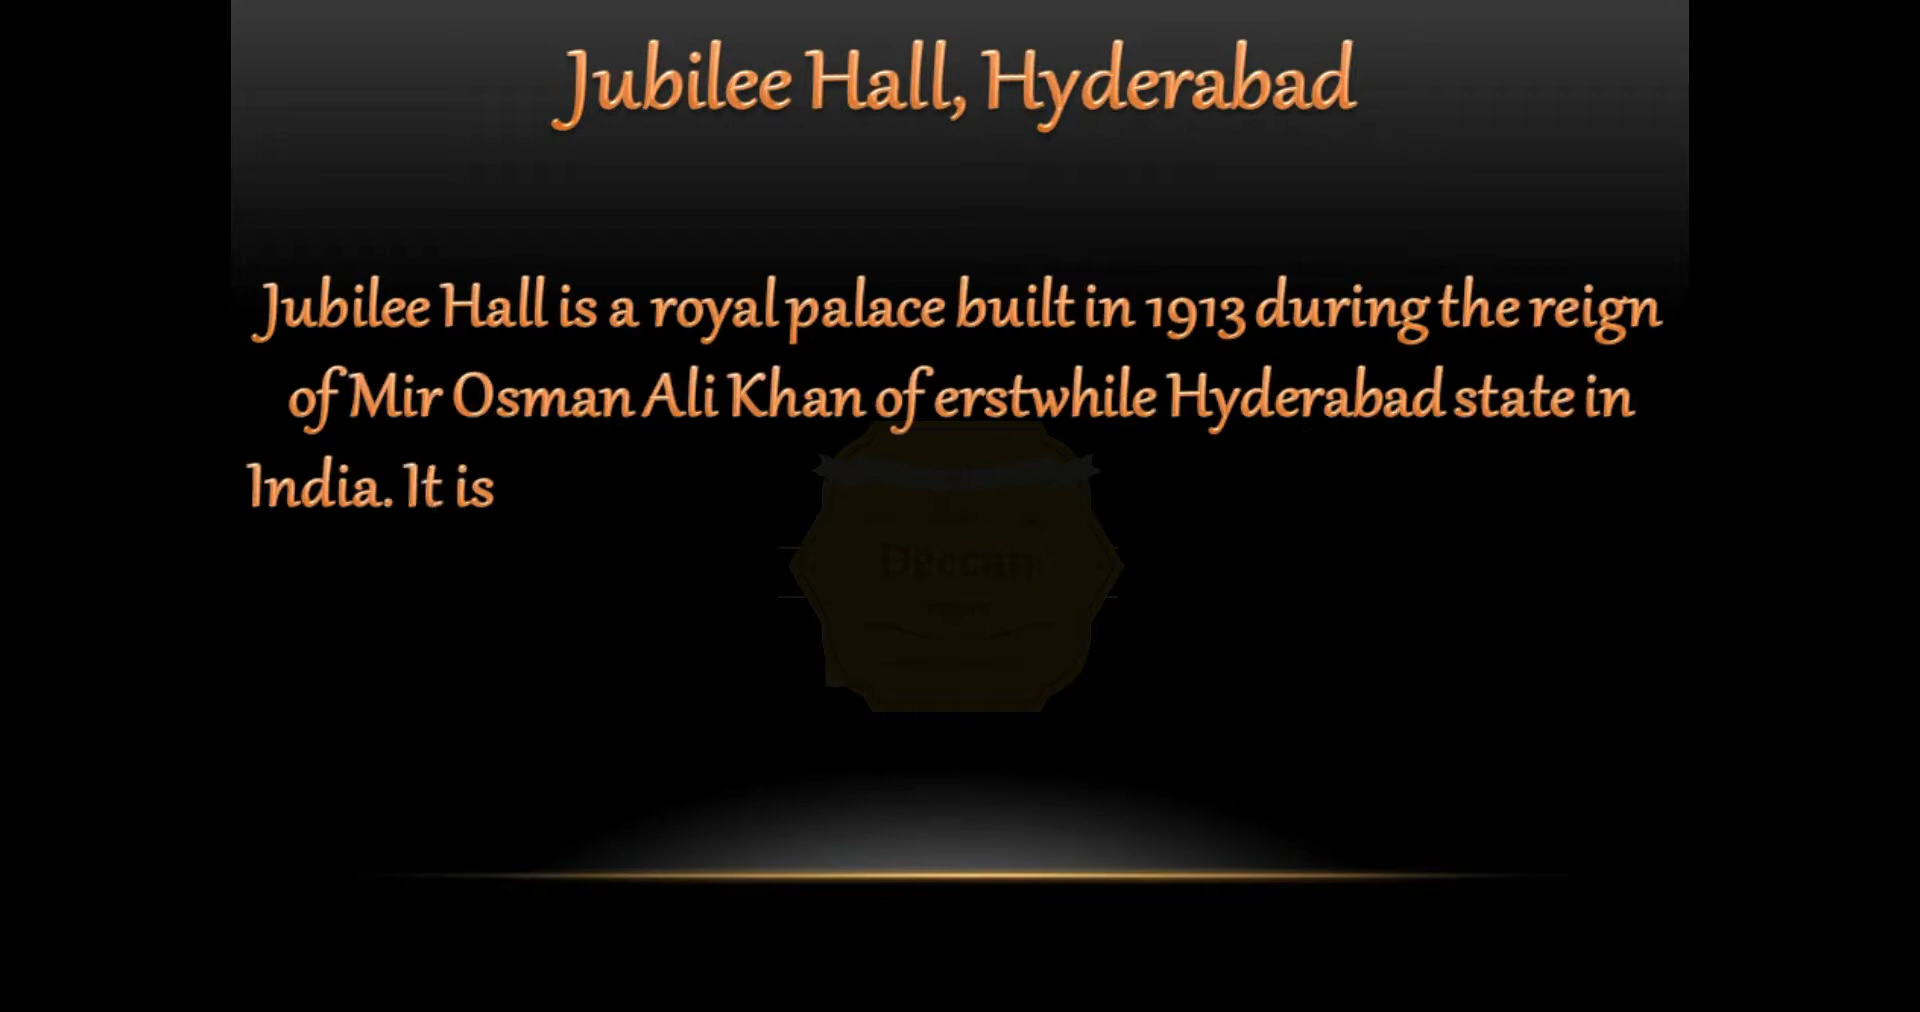 Jubilee Hall, Hyderabad
Jubilee Hall is a royal palace built in 1913 during the reign
of Mir Osman Ali Khan of erstwhile Hyderabad state in
India. It is
Deccan